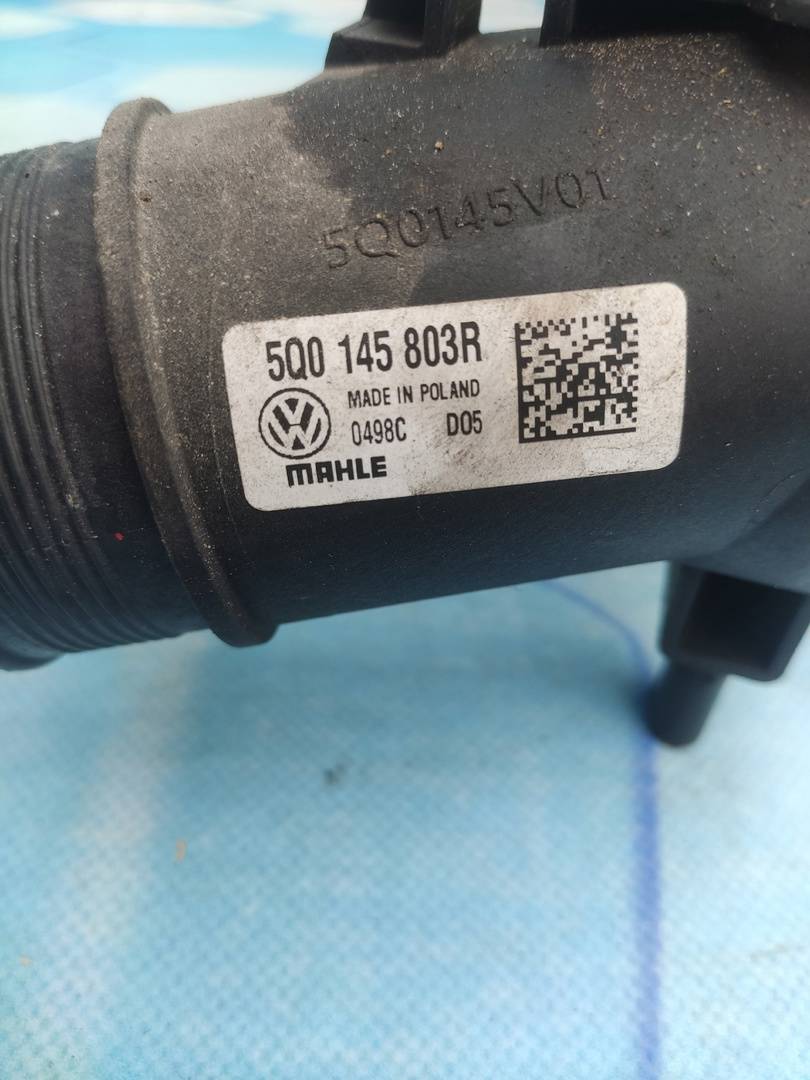 5Q0145V01
5Q0 145 803R
MADE IN POLAND
0498C D05
MAHLE